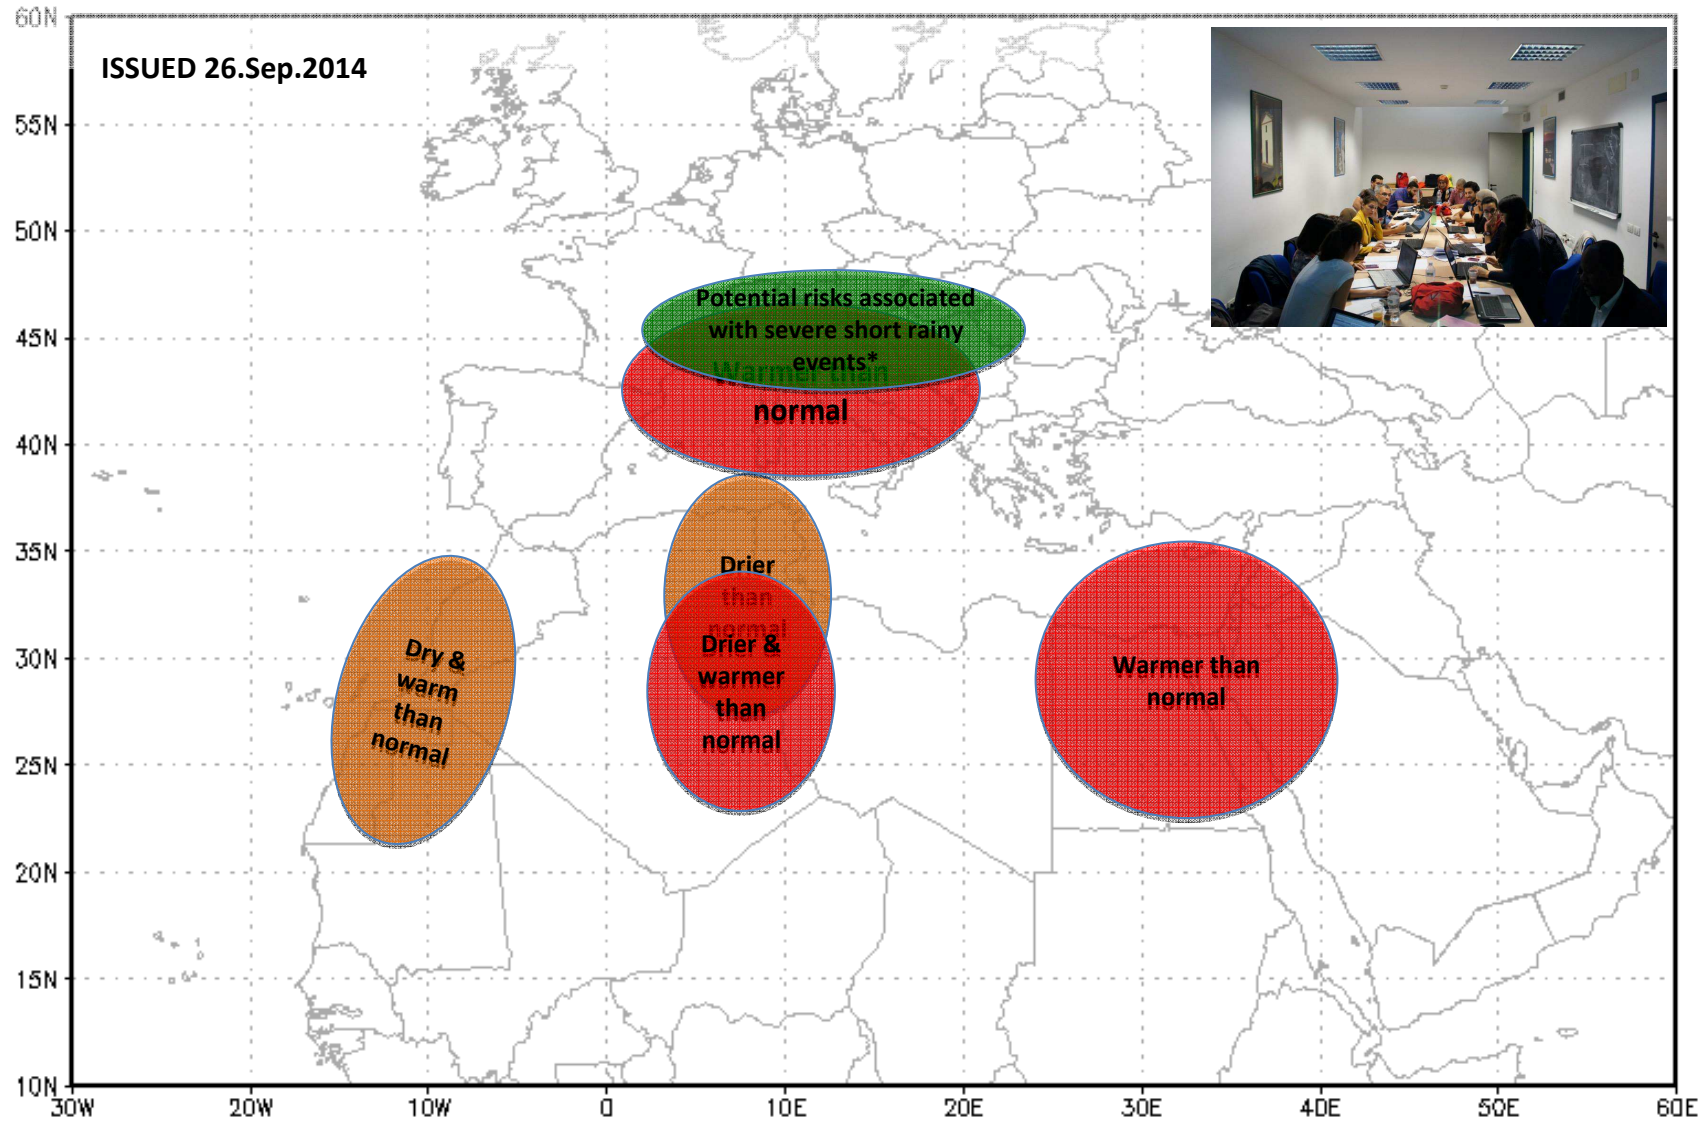 60N
ISSUED 26.Sep.2014
55N
50N
45N
40N
35N
30N
25N
20N
15N
10N
Potential risks associated
with severe short rainy
events*
Warmer than
normal
Drier
than
normal
Drier &
warmer
than
normal
Dry &
warm
than
normal
Warmer than
normal
30W
20W
10W
0
10E
20E
30E
40E
50E
60E